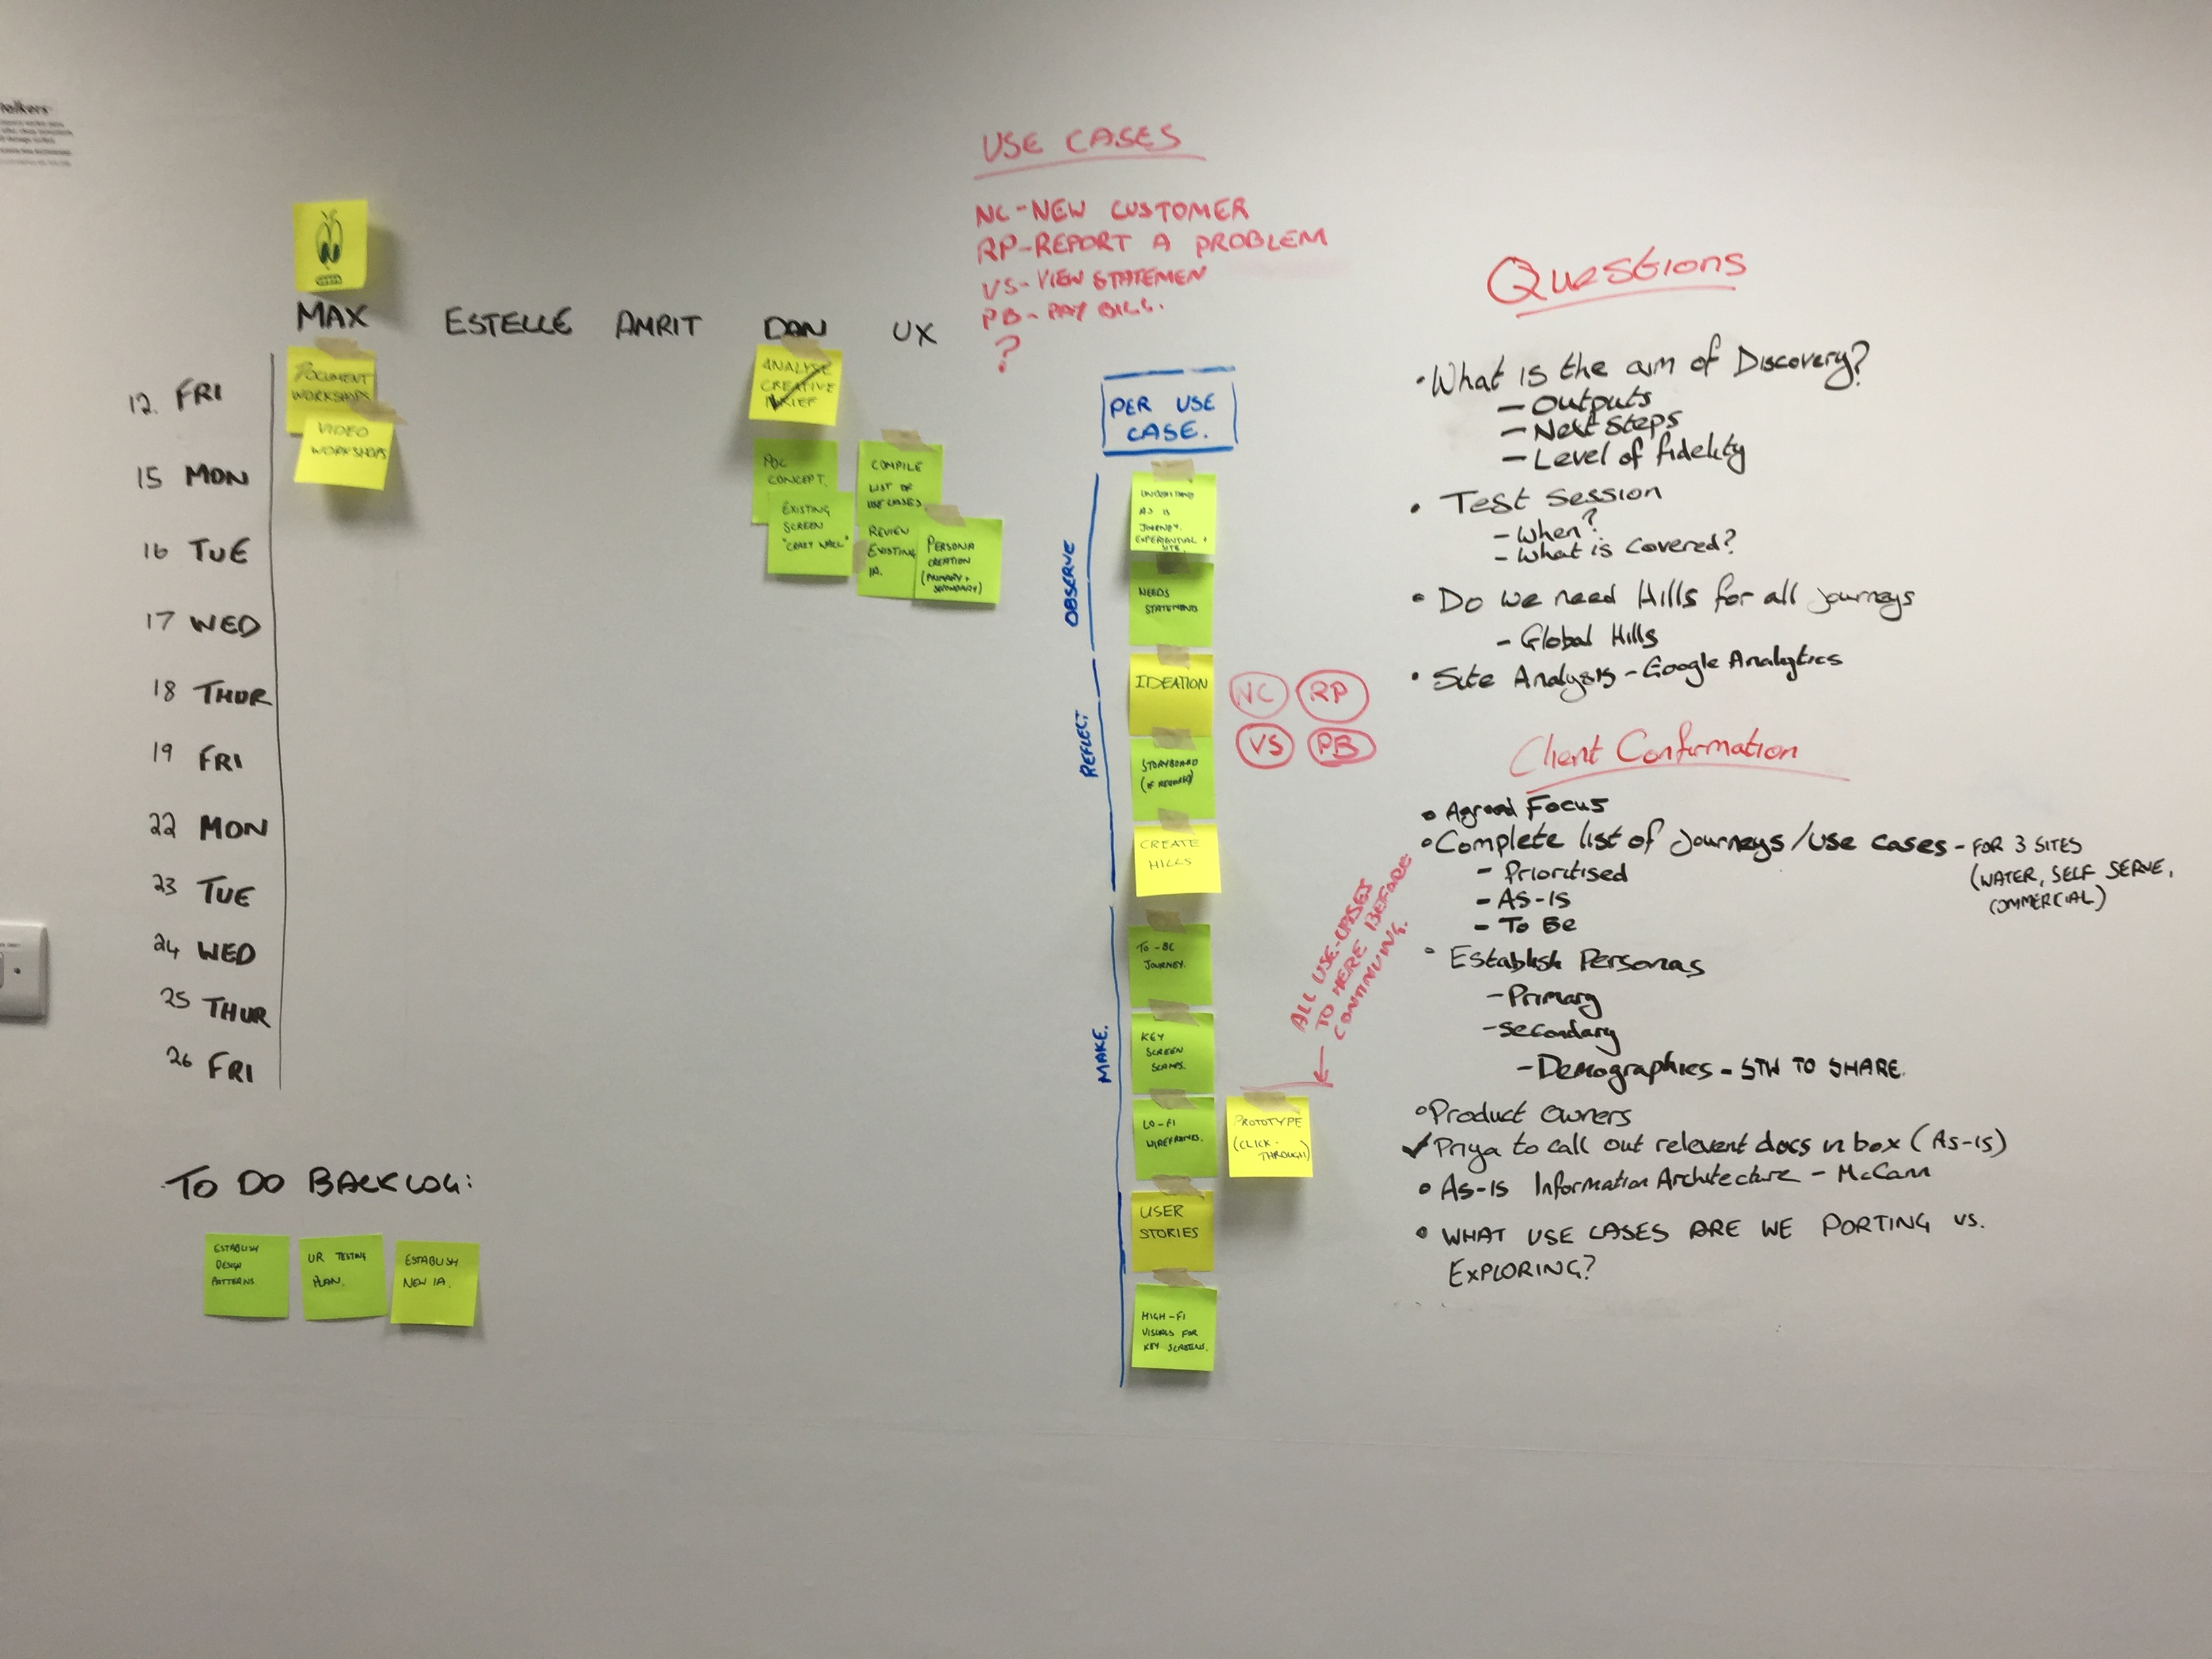 talkers
MAX
ESTELLE
AMRIT
DAN
UX
12. FRI
15 MON
16 TUE
17 WED
18 THUR
19 FRI
22 MON
23 TUE
24 WED
25 THUR
26 FRI
DOCUMENT
WORKSHOPS
VIDEO
WORKSHOPS
ANALYSE
CREATIVE
BRIEF
POC
CONCEPT.
EXISTING
SCREEN
"CRAZY WALL"
COMPILE
LIST OF
USE CASES
REVIEW
EXISTING
IA.
PERSONA
CREATION
(PRIMARY +
SECONDARY)
TO DO BACKLOG:
ESTABLISH
DESIGN
PATTERNS
UR TESTING
PLAN.
ESTABLISH
NEW IA.
USE CASES
NC-NEW CUSTOMER
RP-REPORT A PROBLEM
VS-VIEW STATEMEN
PB-PAY BILL.
?
PER USE
CASE.
OBSERVE
REFLECT
MAKE.
UNDERSTAND
AS IS
JOURNEY.
EXPERIENTIAL +
SITE.
NEEDS
STATEMENT
IDEATION
NC RP
VS PB
STORYBOARD
(IF REQUIRED)
CREATE
HILLS
TO-BE
JOURNEY.
KEY
SCREEN
SCAMPS.
LO-FI
WIREFRAMES.
PROTOTYPE
(CLICK-
THROUGH)
USER
STORIES
HIGH-FI
VISUALS FOR
KEY SCREENS.
ALL USE-CASES
TO HERE BEFORE
CONTINUING.
Questions
• What is the aim of Discovery?
- Outputs
- Next Steps
- Level of fidelity
• Test Session
- When?
- What is covered?
• Do we need Hills for all journeys
- Global Hills
• Site Analysis - Google Analytics
Client Confirmation
• Agreed Focus
• Complete list of Journeys/Use Cases - FOR 3 SITES
(WATER, SELF SERVE,
COMMERCIAL)
- Prioritised
- AS-IS
- To Be
• Establish Personas
- Primary
- Secondary
- Demographics - STW TO SHARE.
• Product Owners
✓ Priya to call out relevent docs in box (As-is)
• As-is Information Architecture - McCann
• WHAT USE CASES ARE WE PORTING VS.
EXPLORING?